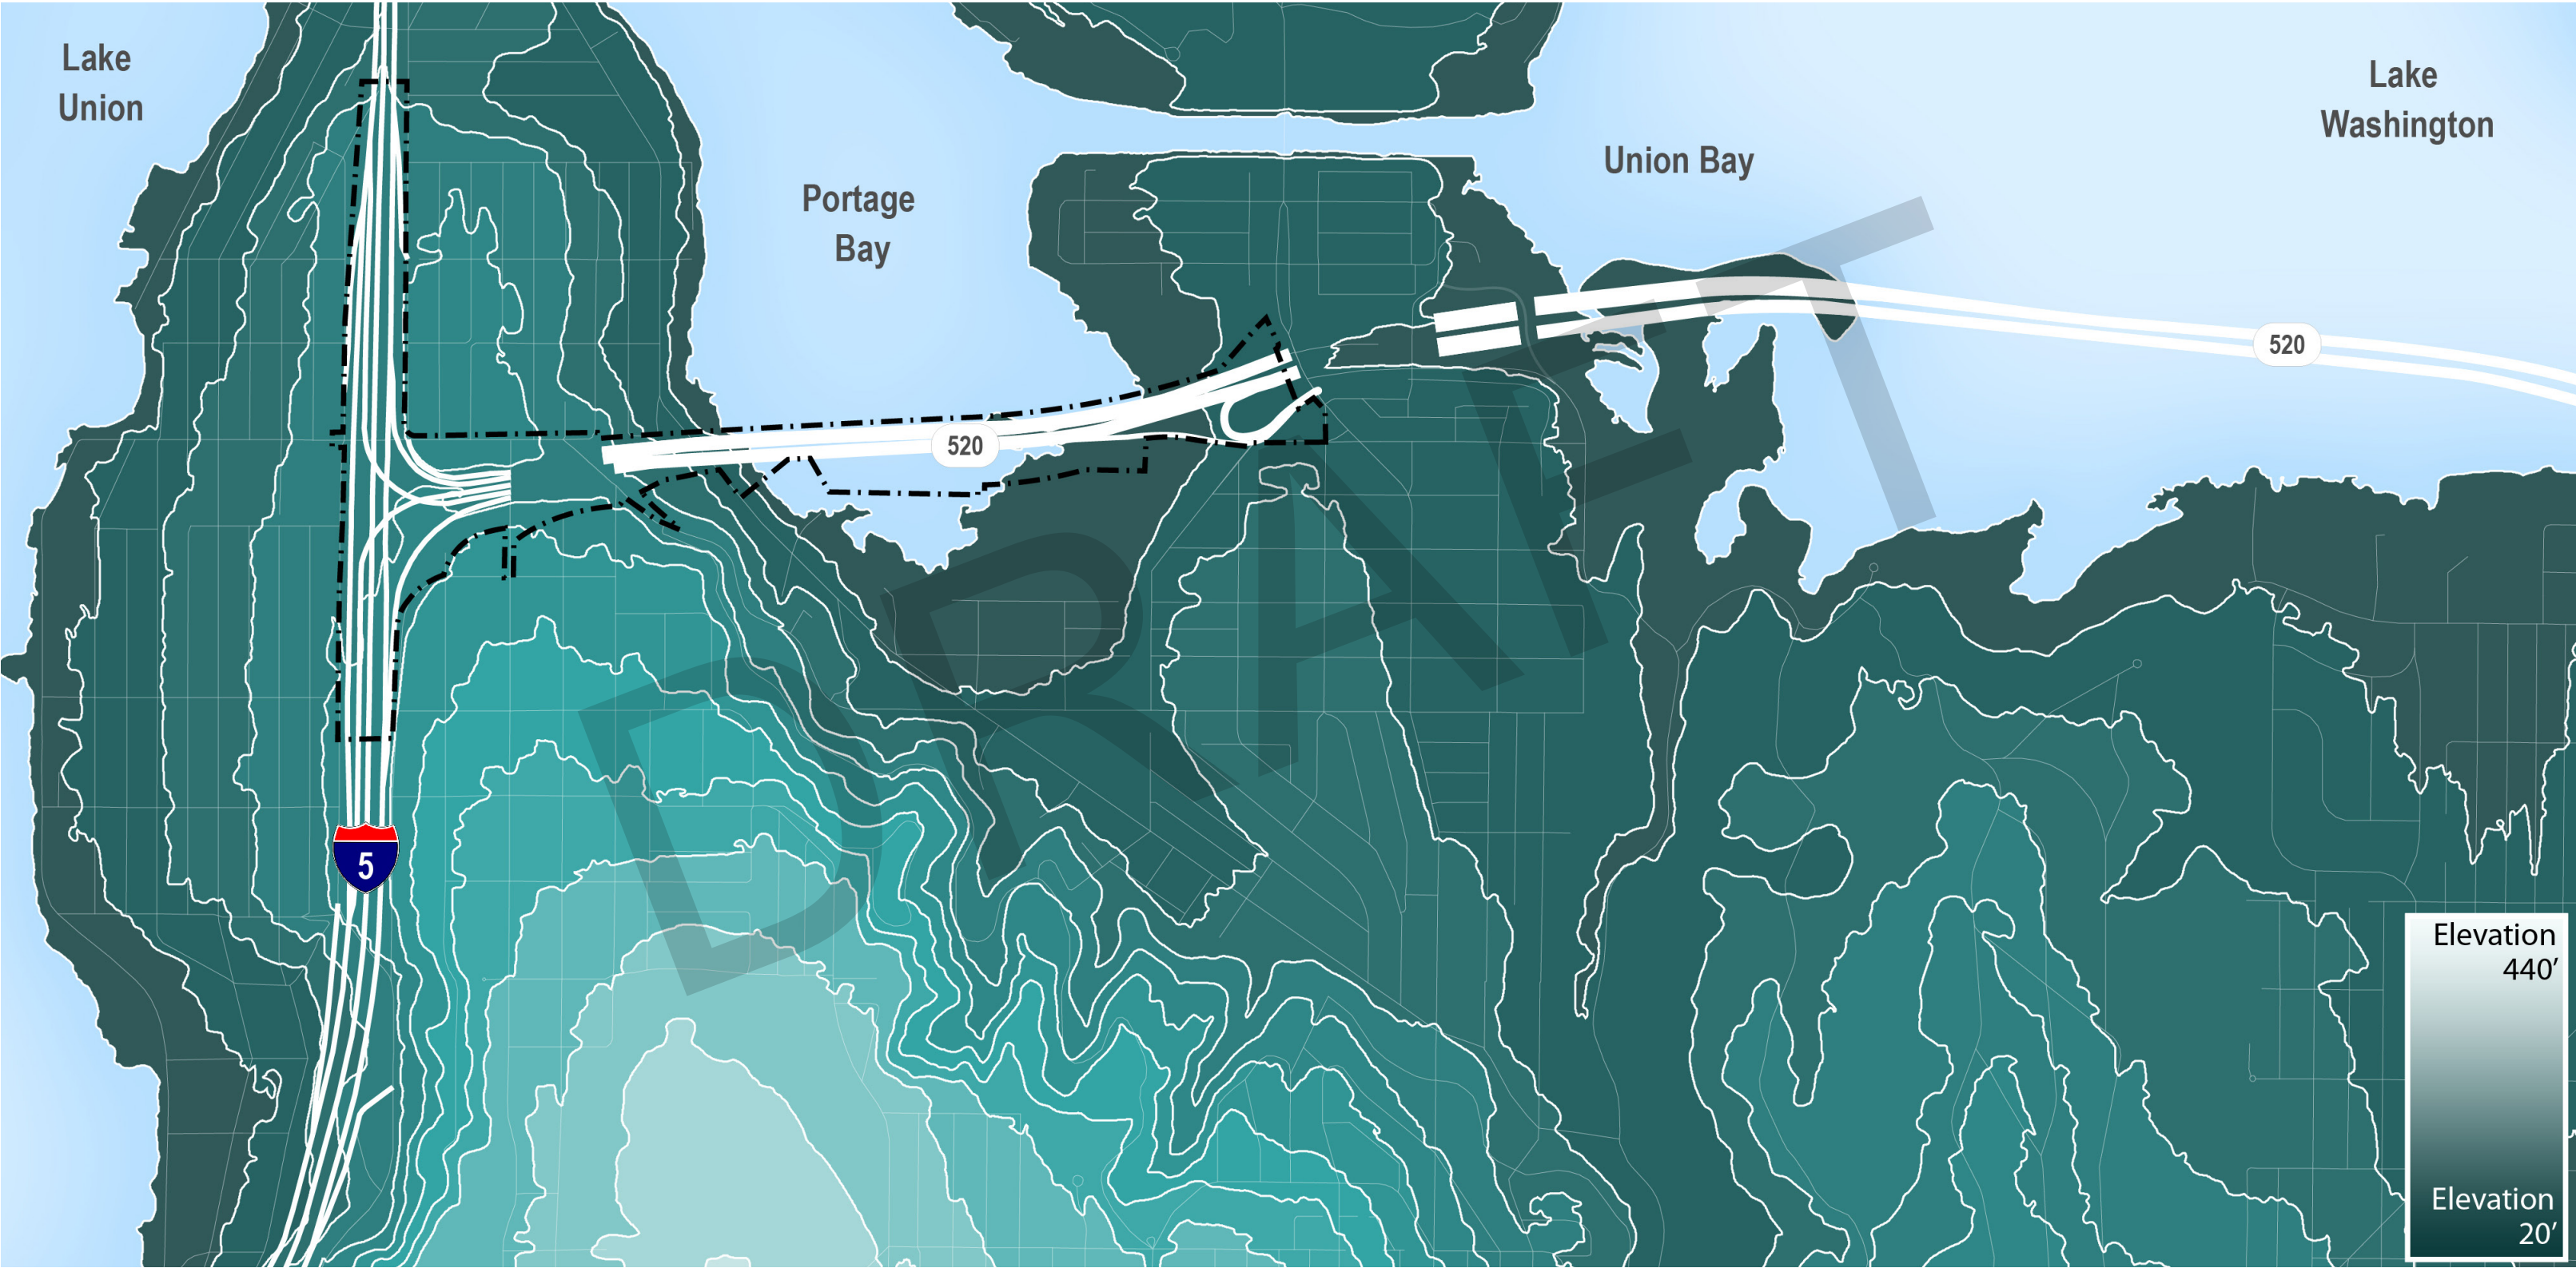 Lake
Union
Lake
Washington
Union Bay
Portage
Bay
520
520
DRAFT
5
Elevation
440’
Elevation
20’